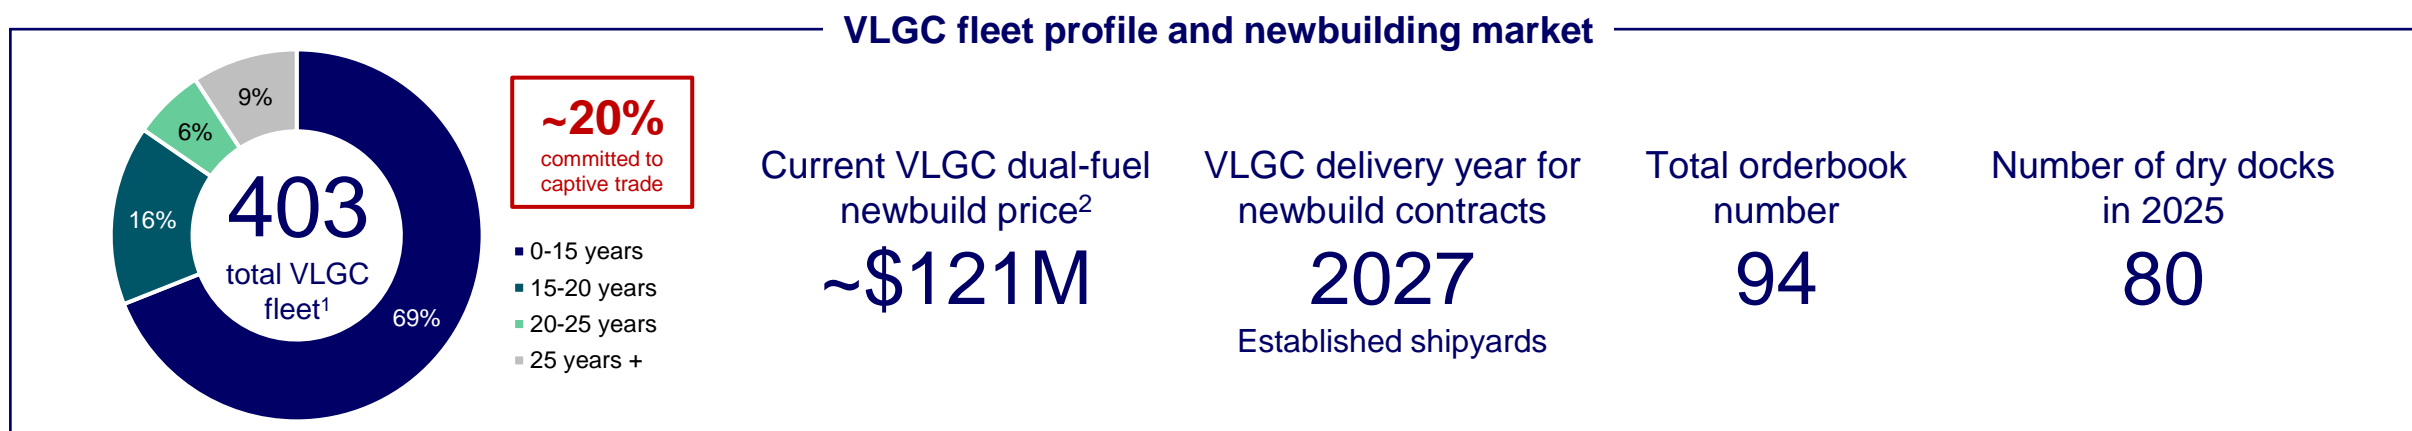 VLGC fleet profile and newbuilding market
9%
6%
16%
69%
403
total VLGC
fleet1
~20%
committed to
captive trade
0-15 years
15-20 years
20-25 years
25 years +
Current VLGC dual-fuel
newbuild price2
~$121M
VLGC delivery year for
newbuild contracts
2027
Established shipyards
Total orderbook
number
94
Number of dry docks
in 2025
80